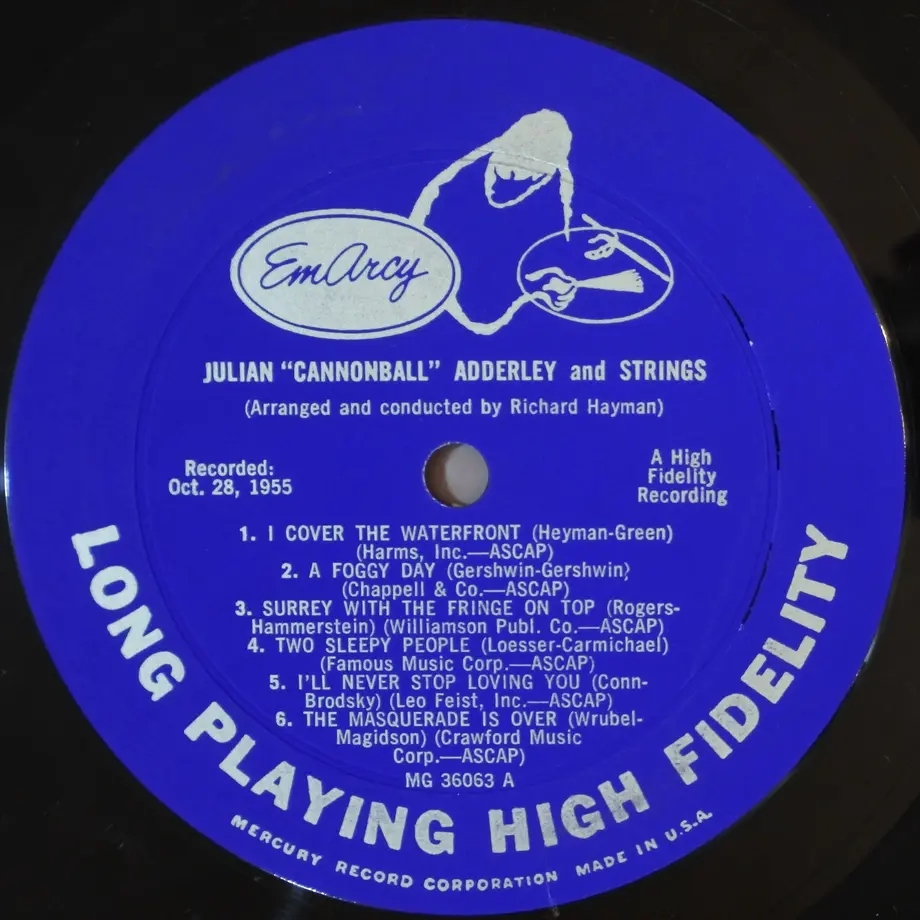 EmArcy
JULIAN "CANNONBALL" ADDERLEY and STRINGS
(Arranged and conducted by Richard Hayman)
Recorded:
Oct. 28, 1955
A High
Fidelity
Recording
1. I COVER THE WATERFRONT (Heyman-Green)
(Harms, Inc.—ASCAP)
2. A FOGGY DAY (Gershwin-Gershwin)
(Chappell & Co.—ASCAP)
3. SURREY WITH THE FRINGE ON TOP (Rogers-
Hammerstein) (Williamson Publ. Co.—ASCAP)
4. TWO SLEEPY PEOPLE (Loesser-Carmichael)
(Famous Music Corp.—ASCAP)
5. I'LL NEVER STOP LOVING YOU (Conn-
Brodsky) (Leo Feist, Inc.—ASCAP)
6. THE MASQUERADE IS OVER (Wrubel-
Magidson) (Crawford Music
Corp.—ASCAP)
MG 36063 A
LONG PLAYING HIGH FIDELITY
MERCURY RECORD CORPORATION MADE IN U.S.A.